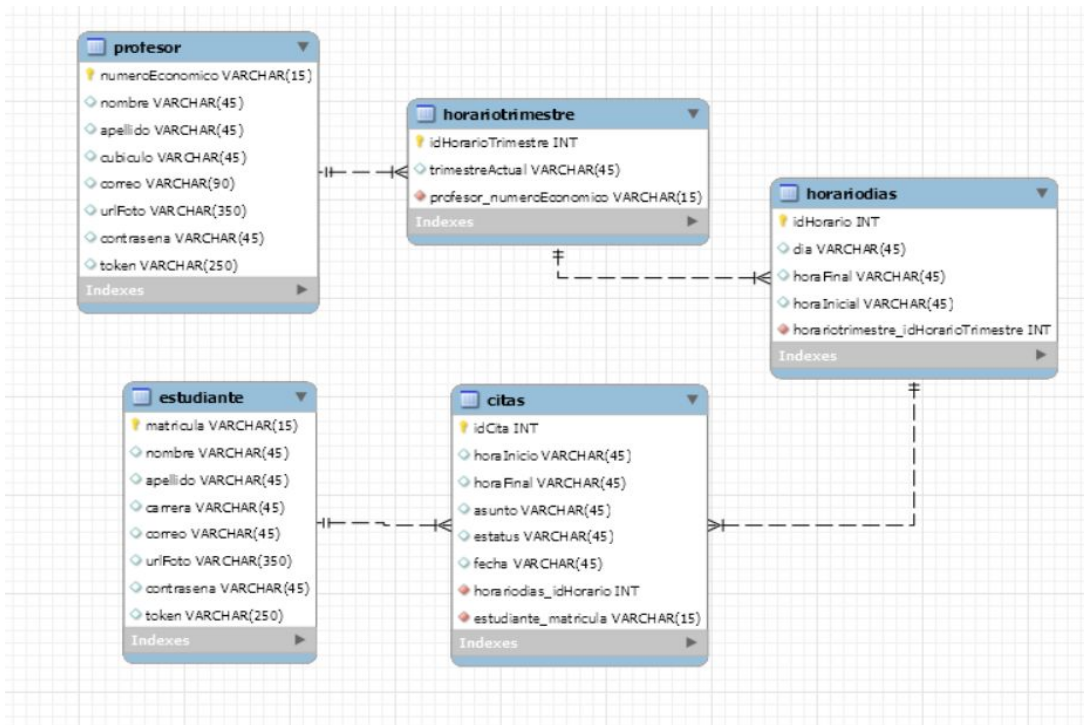 profesor
numeroEconomico VARCHAR(15)
nombre VARCHAR(45)
apellido VARCHAR(45)
cubiculo VARCHAR(45)
correo VARCHAR(90)
urlFoto VARCHAR(350)
contrasena VARCHAR(45)
token VARCHAR(250)
Indexes
horariotrimestre
idHorarioTrimestre INT
trimestreActual VARCHAR(45)
profesor_numeroEconomico VARCHAR(15)
Indexes
horariodias
idHorario INT
dia VARCHAR(45)
horaFinal VARCHAR(45)
horaInicial VARCHAR(45)
horariotrimestre_idHorarioTrimestre INT
Indexes
estudiante
matricula VARCHAR(15)
nombre VARCHAR(45)
apellido VARCHAR(45)
carrera VARCHAR(45)
correo VARCHAR(45)
urlFoto VARCHAR(350)
contrasena VARCHAR(45)
token VARCHAR(250)
Indexes
citas
idCita INT
horaInicio VARCHAR(45)
horaFinal VARCHAR(45)
asunto VARCHAR(45)
estatus VARCHAR(45)
fecha VARCHAR(45)
horariodias_idHorario INT
estudiante_matricula VARCHAR(15)
Indexes